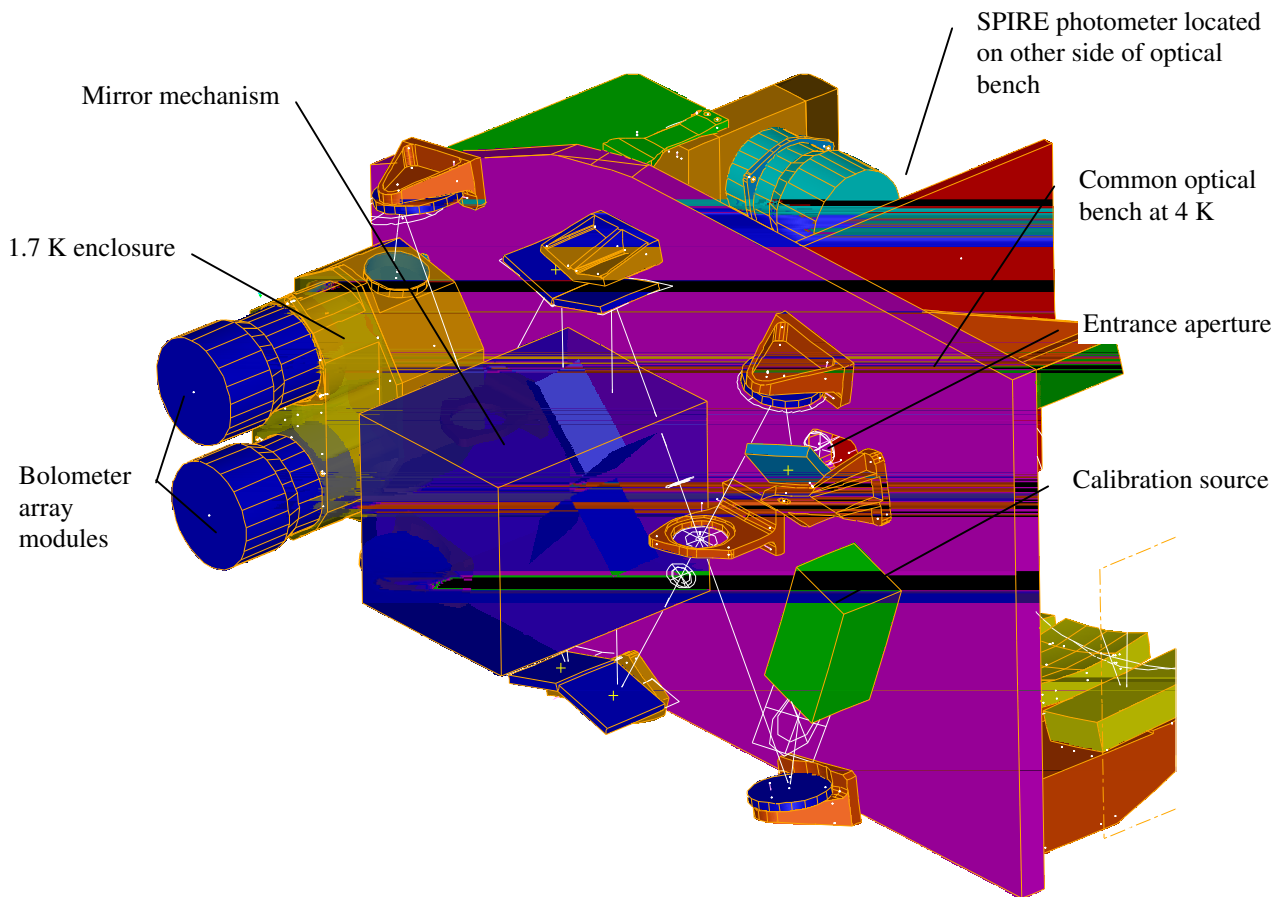 SPIRE photometer located
on other side of optical
bench
Mirror mechanism
Common optical
bench at 4 K
1.7 K enclosure
Entrance aperture
Bolometer
array
modules
Calibration source